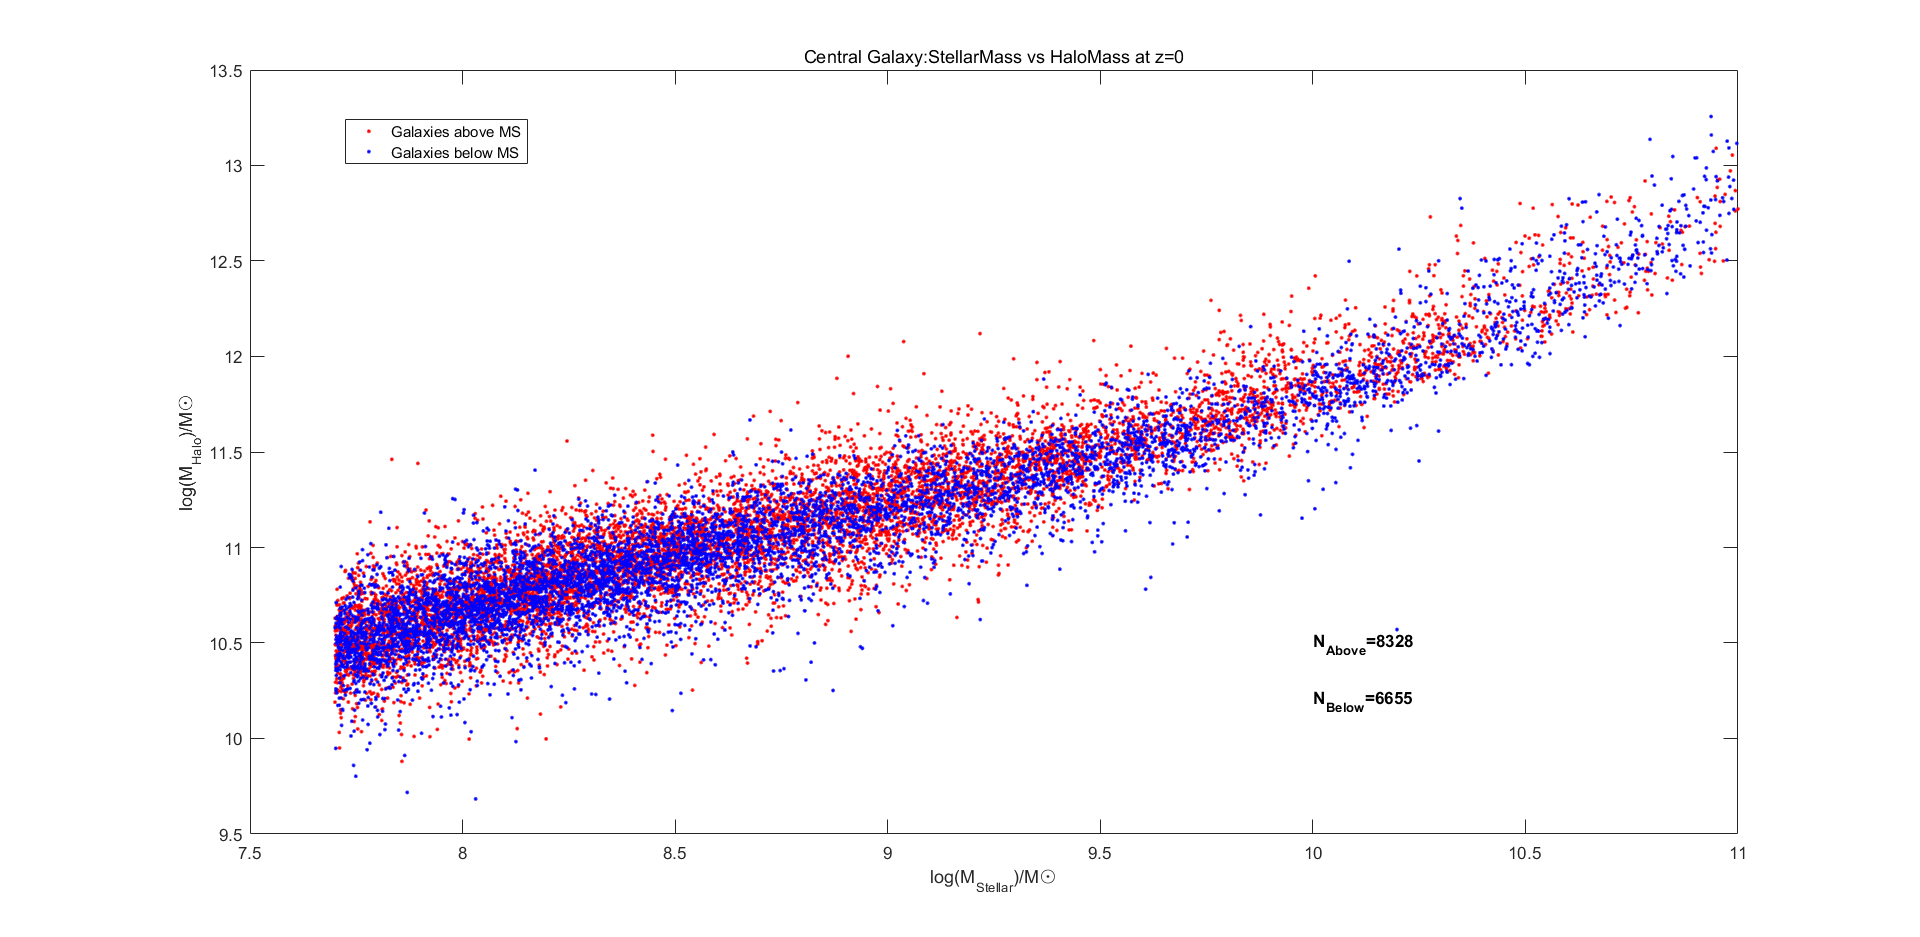 Central Galaxy:StellarMass vs HaloMass at z=0
13.5
13
12.5
12
11.5
11
10.5
10
9.5
log(M_Halo)/M☉
Galaxies above MS
Galaxies below MS
N_Above=8328
N_Below=6655
7.5 8 8.5 9 9.5 10 10.5 11
log(M_Stellar)/M☉